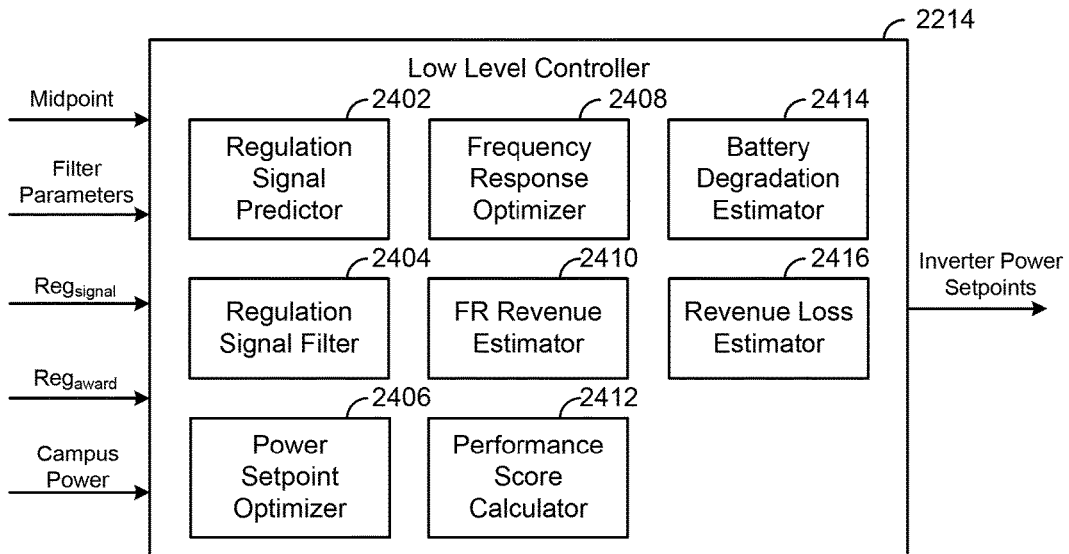 2214
Low Level Controller
Midpoint
Filter
Parameters
Regsignal
Regaward
Campus
Power
2402
Regulation
Signal
Predictor
2408
Frequency
Response
Optimizer
2414
Battery
Degradation
Estimator
2404
Regulation
Signal Filter
2410
FR Revenue
Estimator
2416
Revenue Loss
Estimator
2406
Power
Setpoint
Optimizer
2412
Performance
Score
Calculator
Inverter Power
Setpoints